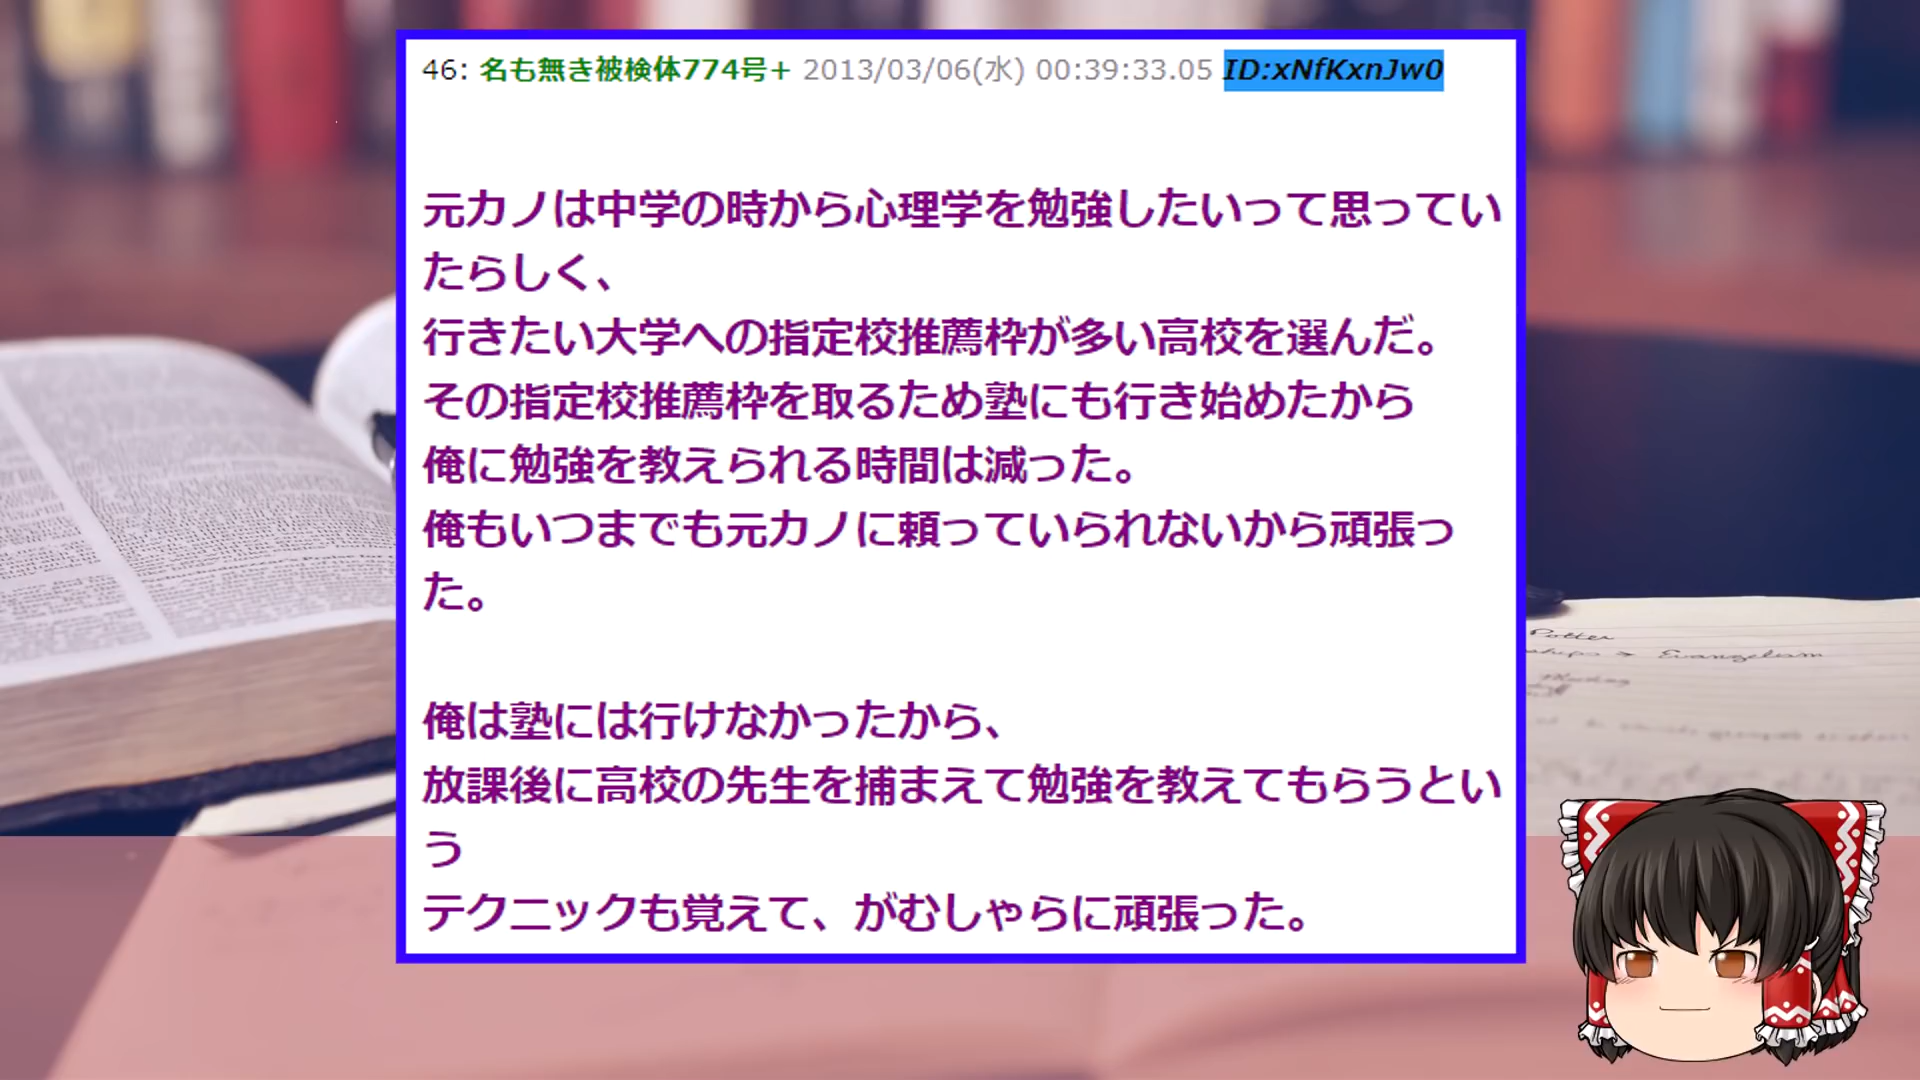 46: 名も無き被検体774号+ 2013/03/06(水) 00:39:33.05 ID:xNfKxnJw0
元カノは中学の時から心理学を勉強したいって思ってい
たらしく、
行きたい大学への指定校推薦枠が多い高校を選んだ。
その指定校推薦枠を取るため塾にも行き始めたから
俺に勉強を教えられる時間は減った。
俺もいつまでも元カノに頼っていられないから頑張っ
た。
俺は塾には行けなかったから、
放課後に高校の先生を捕まえて勉強を教えてもらうとい
う
テクニックも覚えて、がむしゃらに頑張った。
Potter
Evangelism